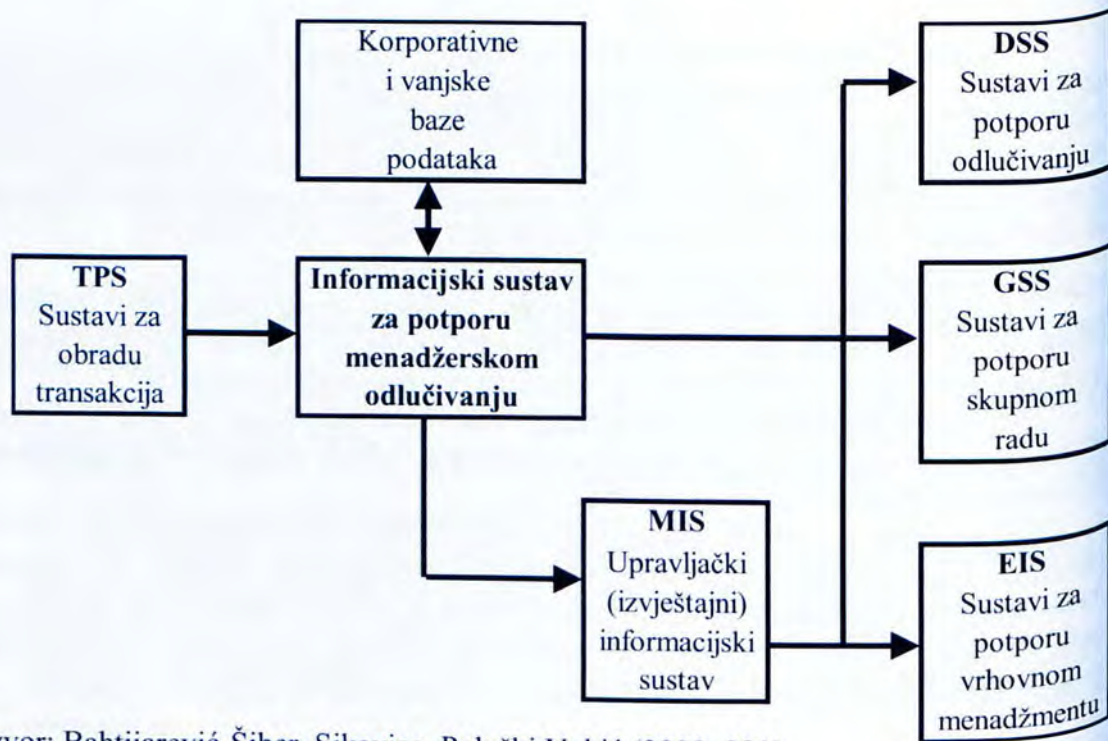 Korporativne
i vanjske
baze
podataka
DSS
Sustavi za
potporu
odlučivanju
TPS
Sustavi za
obradu
transakcija
Informacijski sustav
za potporu
menadžerskom
odlučivanju
GSS
Sustavi za
potporu
skupnom
radu
MIS
Upravljački
(izvještajni)
informacijski
sustav
EIS
Sustavi za
potporu
vrhovnom
menadžmentu